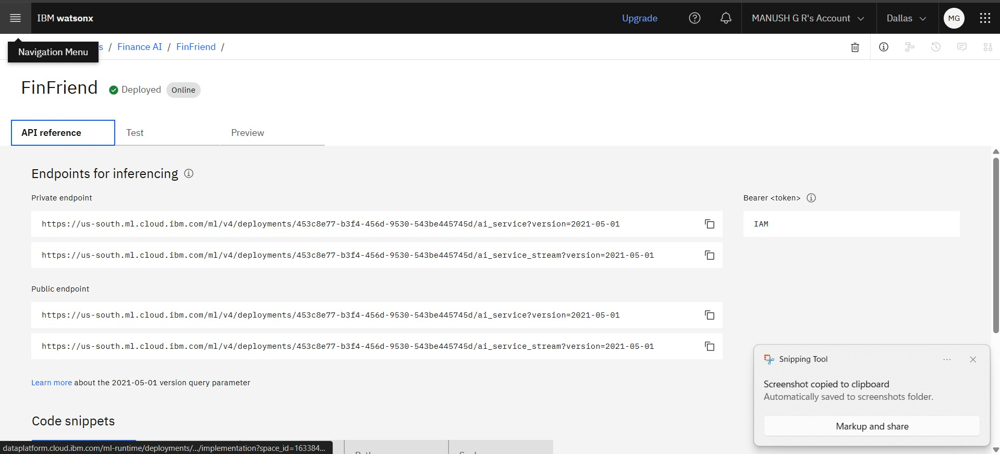 IBM watsonx
Upgrade
MANUSH G R's Account
Dallas
MG
Navigation Menu
s / Finance AI / FinFriend /
FinFriend
Deployed
Online
API reference
Test
Preview
Endpoints for inferencing
Private endpoint
Bearer <token>
https://us-south.ml.cloud.ibm.com/ml/v4/deployments/453c8e77-b3f4-456d-9530-543be445745d/ai_service?version=2021-05-01
IAM
https://us-south.ml.cloud.ibm.com/ml/v4/deployments/453c8e77-b3f4-456d-9530-543be445745d/ai_service_stream?version=2021-05-01
Public endpoint
https://us-south.ml.cloud.ibm.com/ml/v4/deployments/453c8e77-b3f4-456d-9530-543be445745d/ai_service?version=2021-05-01
https://us-south.ml.cloud.ibm.com/ml/v4/deployments/453c8e77-b3f4-456d-9530-543be445745d/ai_service_stream?version=2021-05-01
Learn more about the 2021-05-01 version query parameter
Code snippets
Snipping Tool
Screenshot copied to clipboard
Automatically saved to screenshots folder.
Markup and share
dataplatform.cloud.ibm.com/ml-runtime/deployments/.../implementation?space_id=163384...